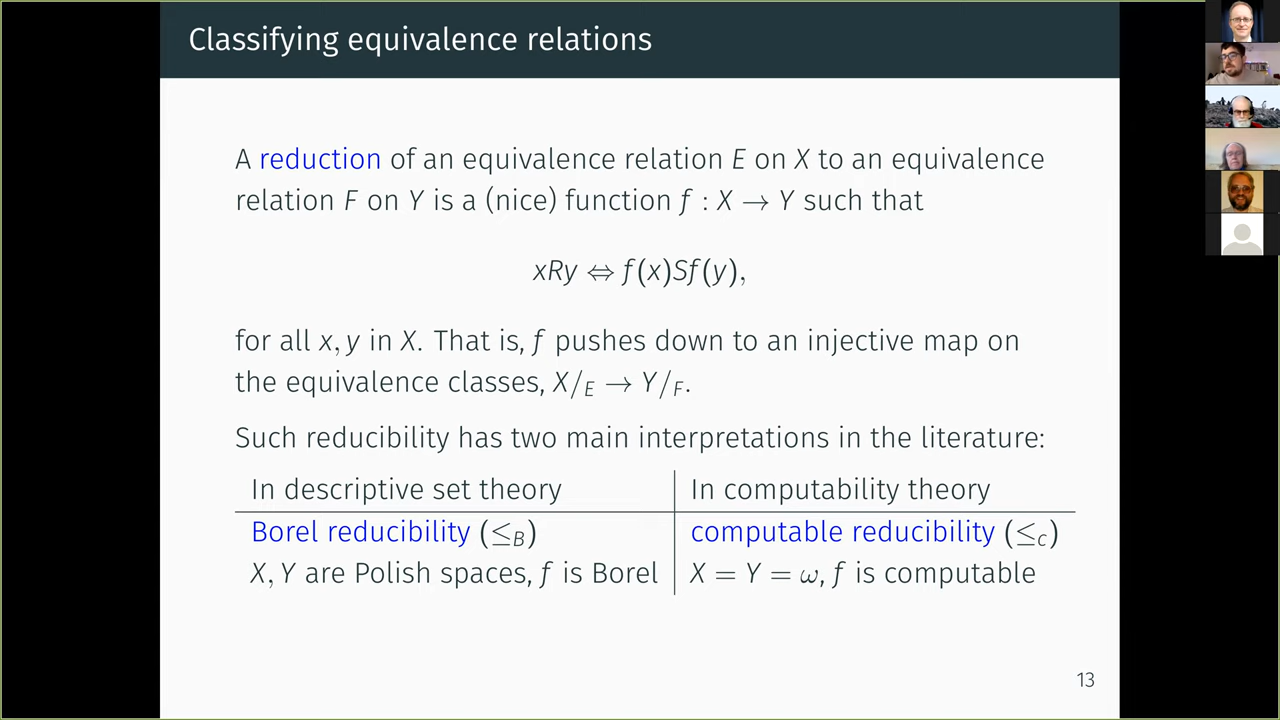 Classifying equivalence relations
A reduction of an equivalence relation E on X to an equivalence
relation F on Y is a (nice) function f : X → Y such that
xRy ⇔ f(x)Sf(y),
for all x, y in X. That is, f pushes down to an injective map on
the equivalence classes, X/E → Y/F.
Such reducibility has two main interpretations in the literature:
In descriptive set theory
In computability theory
Borel reducibility (≤B)
computable reducibility (≤c)
X, Y are Polish spaces, f is Borel
X = Y = ω, f is computable
13